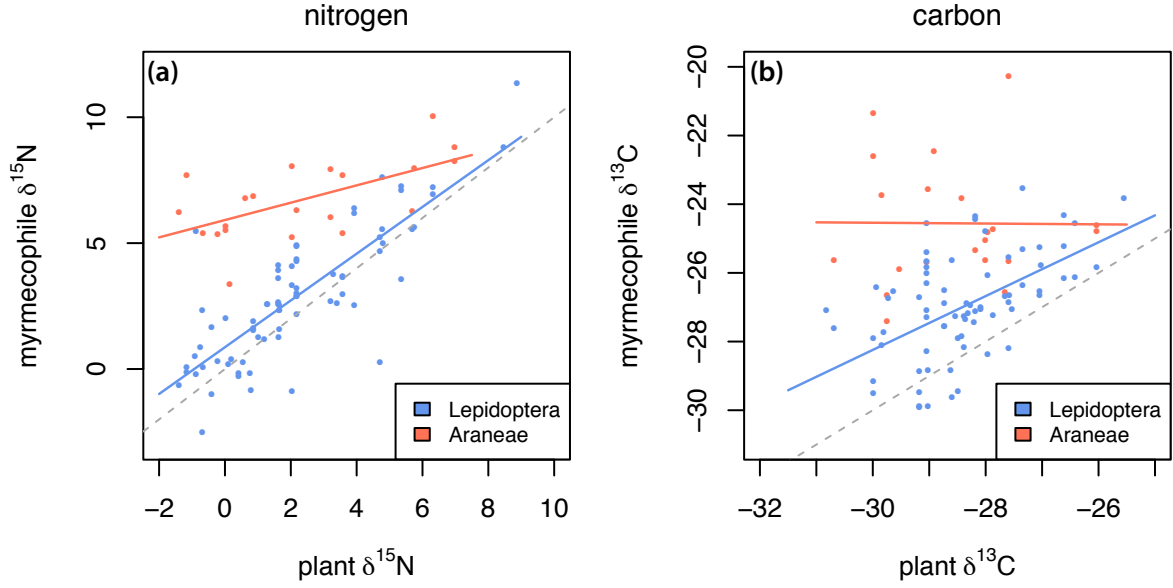 nitrogen
(a)
myrmecophile δ¹⁵N
10
5
0
−2 0 2 4 6 8 10
plant δ¹⁵N
Lepidoptera
Araneae
carbon
(b)
myrmecophile δ¹³C
−20
−22
−24
−26
−28
−30
−32 −30 −28 −26
plant δ¹³C
Lepidoptera
Araneae